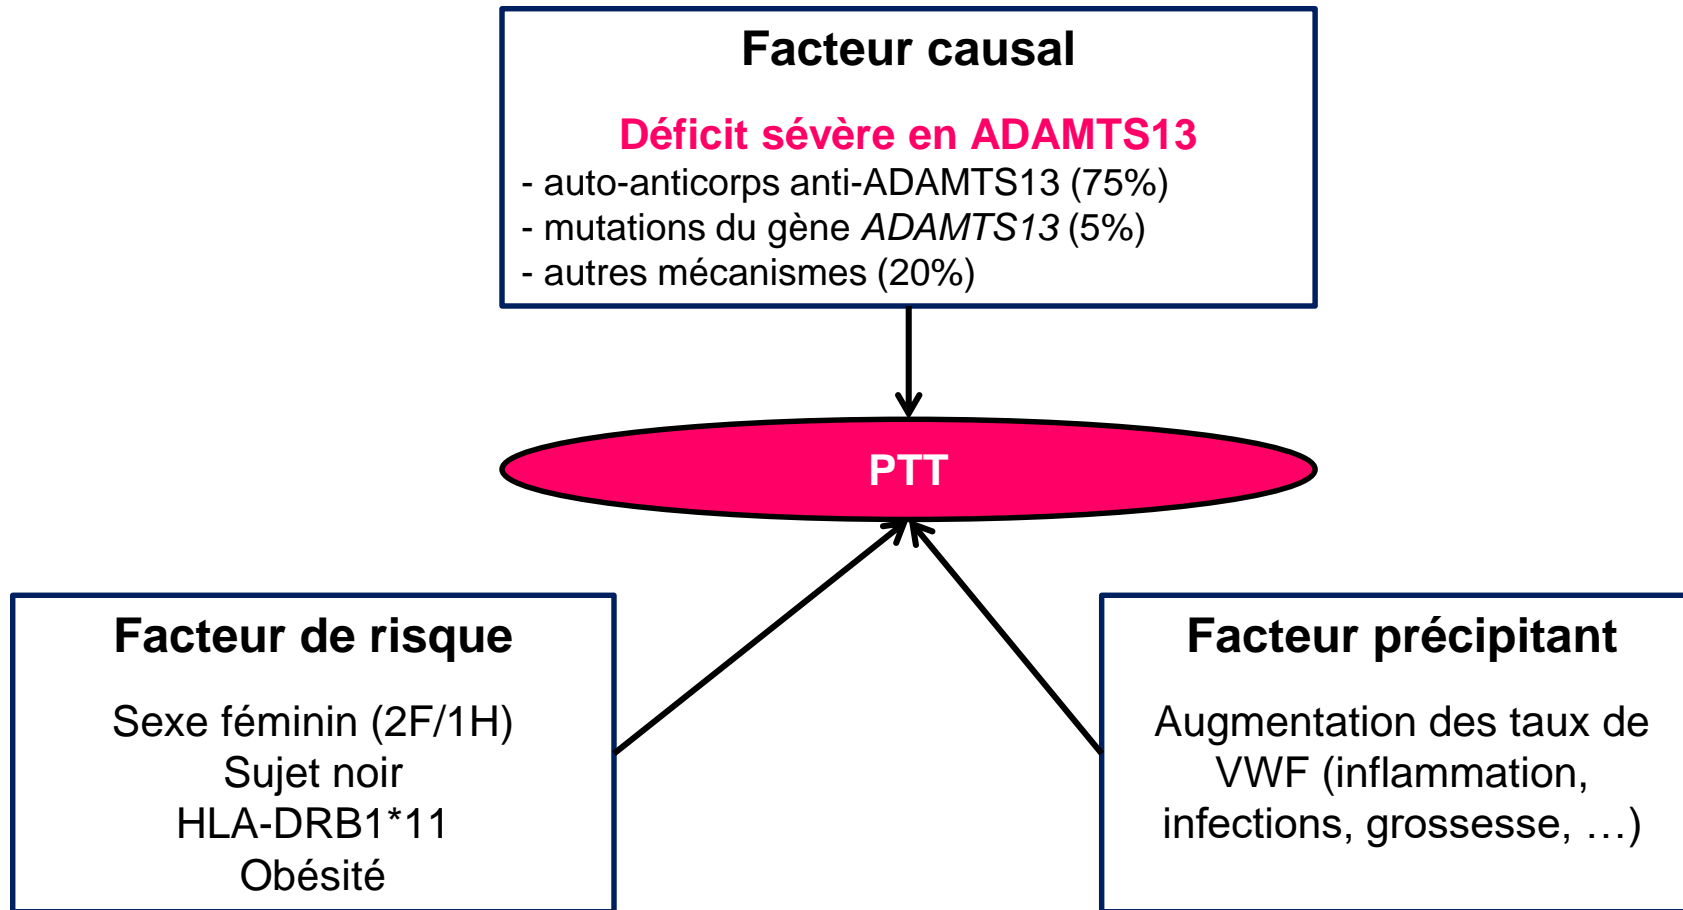 Facteur causal
Déficit sévère en ADAMTS13
- auto-anticorps anti-ADAMTS13 (75%)
- mutations du gène ADAMTS13 (5%)
- autres mécanismes (20%)
PTT
Facteur de risque
Sexe féminin (2F/1H)
Sujet noir
HLA-DRB1*11
Obésité
Facteur précipitant
Augmentation des taux de
VWF (inflammation,
infections, grossesse, …)